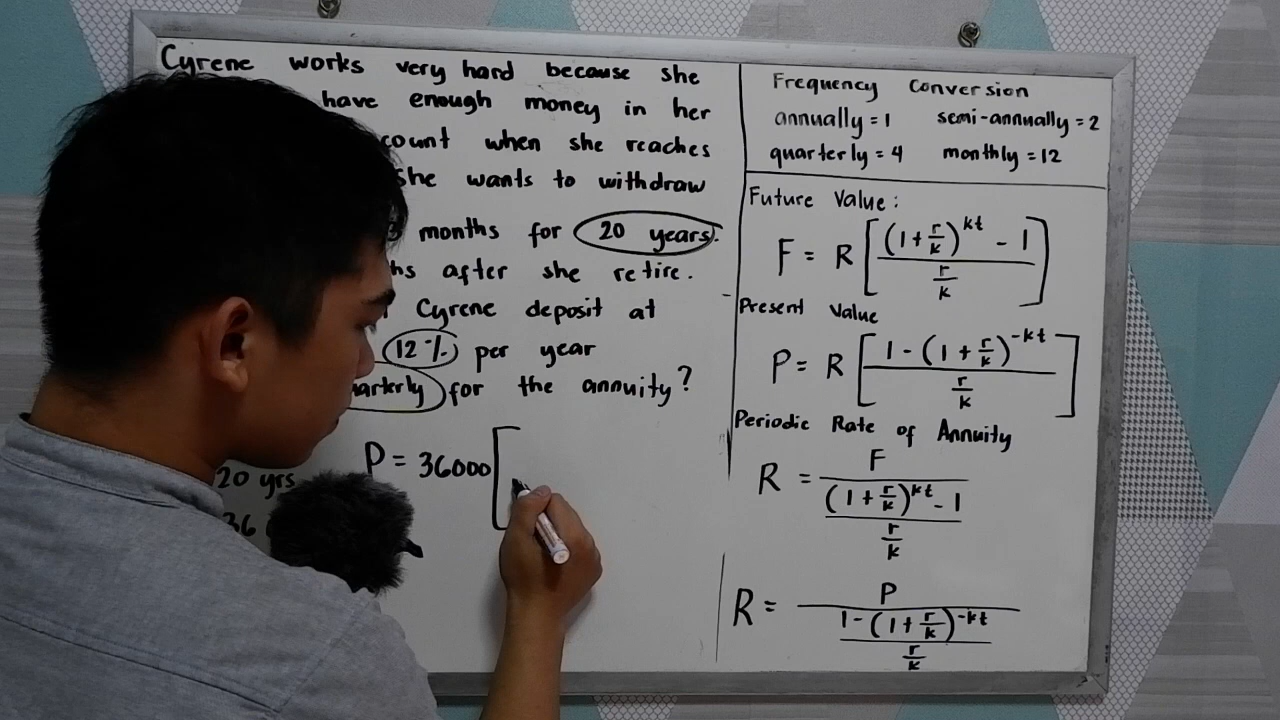 Cyrene works very hard because she
have enough money in her
count when she reaches
she wants to withdraw
months for 20 years.
hs after she retire.
Cyrene deposit at
12% per year
arterly for the annuity?
20 yrs
36
P = 36000 [
Frequency Conversion
annually = 1 semi-annually = 2
quarterly = 4 monthly = 12
Future Value:
F = R [ ((1 + r/k)^kt - 1) / (r/k) ]
Present Value
P = R [ (1 - (1 + r/k)^-kt) / (r/k) ]
Periodic Rate of Annuity
R = F / (((1 + r/k)^kt - 1) / (r/k))
R = P / ((1 - (1 + r/k)^-kt) / (r/k))